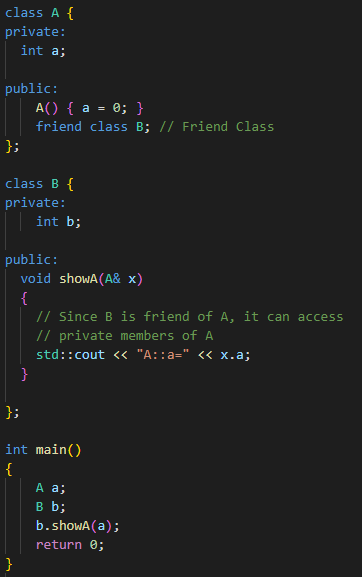 class A {
private:
  int a;

public:
    A() { a = 0; }
    friend class B; // Friend Class
};

class B {
private:
    int b;

public:
  void showA(A& x)
  {
    // Since B is friend of A, it can access
    // private members of A
    std::cout << "A::a=" << x.a;
  }

};

int main()
{
    A a;
    B b;
    b.showA(a);
    return 0;
}